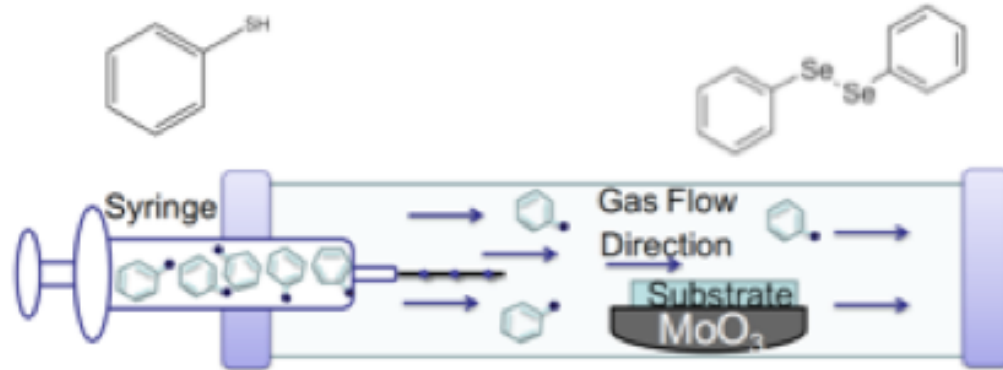 SH
Se
Se
Syringe
Gas Flow
Direction
Substrate
MoO₃